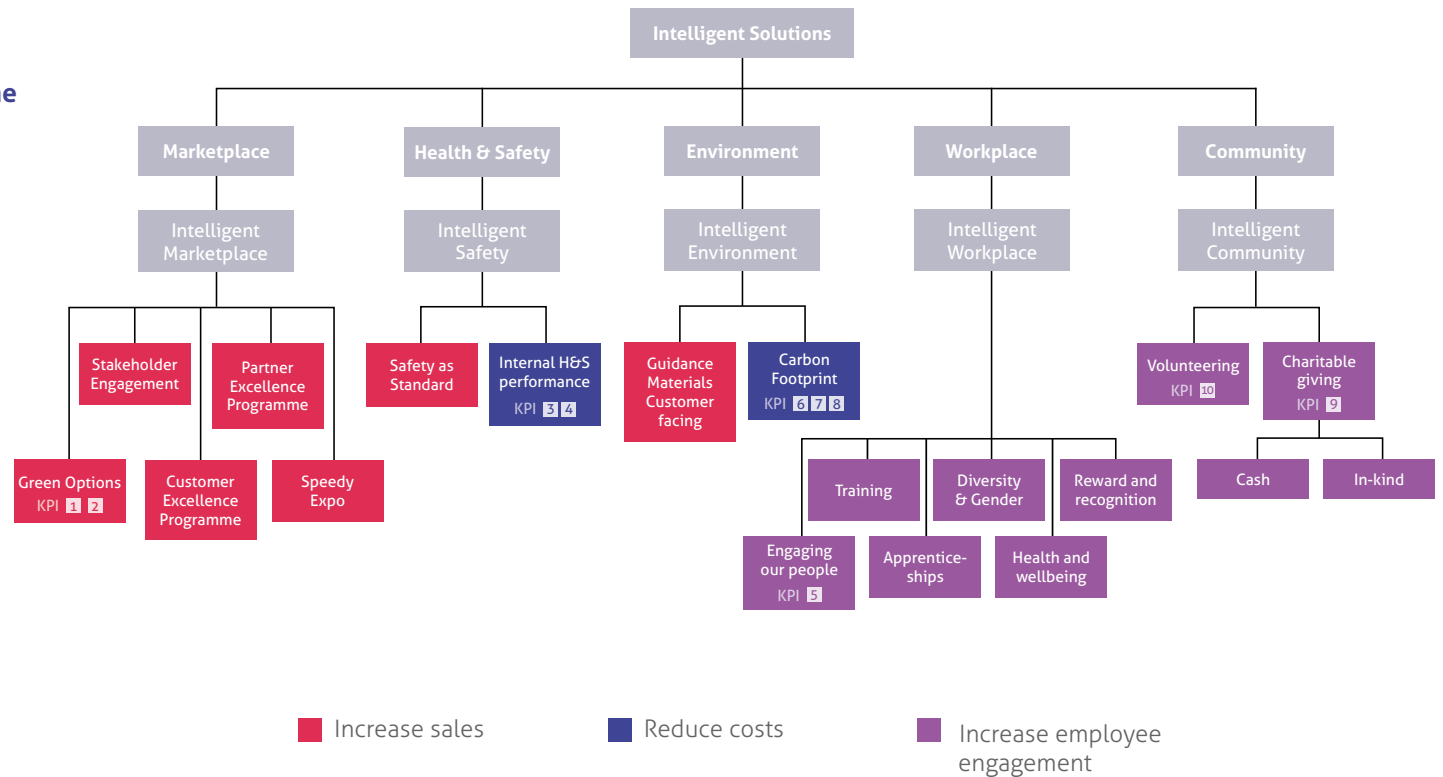 Intelligent Solutions
Marketplace
Health & Safety
Environment
Workplace
Community
Intelligent
Marketplace
Intelligent
Safety
Intelligent
Environment
Intelligent
Workplace
Intelligent
Community
Stakeholder
Engagement
Partner
Excellence
Programme
Safety as
Standard
Internal H&S
performance
KPI 3 4
Guidance
Materials
Customer
facing
Carbon
Footprint
KPI 6 7 8
Volunteering
KPI 10
Charitable
giving
KPI 9
Green Options
KPI 1 2
Customer
Excellence
Programme
Speedy
Expo
Training
Diversity
& Gender
Reward and
recognition
Cash
In-kind
Engaging
our people
KPI 5
Apprentice-
ships
Health and
wellbeing
Increase sales
Reduce costs
Increase employee
engagement